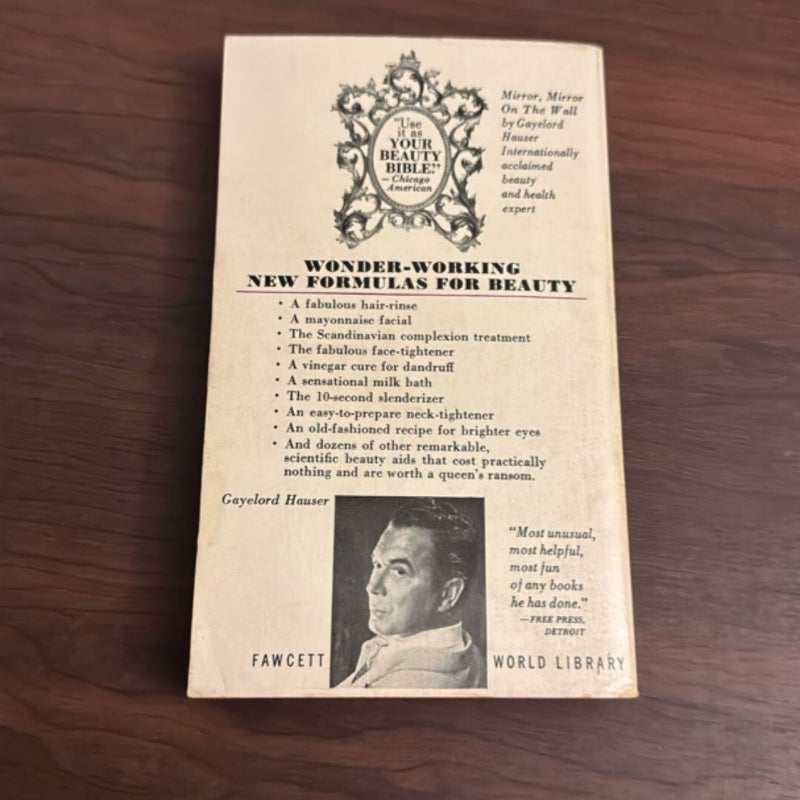 "Use
it as
YOUR
BEAUTY
BIBLE!"
—Chicago
American
Mirror, Mirror
On The Wall
by Gayelord
Hauser
Internationally
acclaimed
beauty
and health
expert
WONDER-WORKING
NEW FORMULAS FOR BEAUTY
• A fabulous hair-rinse
• A mayonnaise facial
• The Scandinavian complexion treatment
• The fabulous face-tightener
• A vinegar cure for dandruff
• A sensational milk bath
• The 10-second slenderizer
• An easy-to-prepare neck-tightener
• An old-fashioned recipe for brighter eyes
• And dozens of other remarkable,
scientific beauty aids that cost practically
nothing and are worth a queen's ransom.
Gayelord Hauser
"Most unusual,
most helpful,
most fun
of any books
he has done."
—FREE PRESS,
DETROIT
FAWCETT WORLD LIBRARY